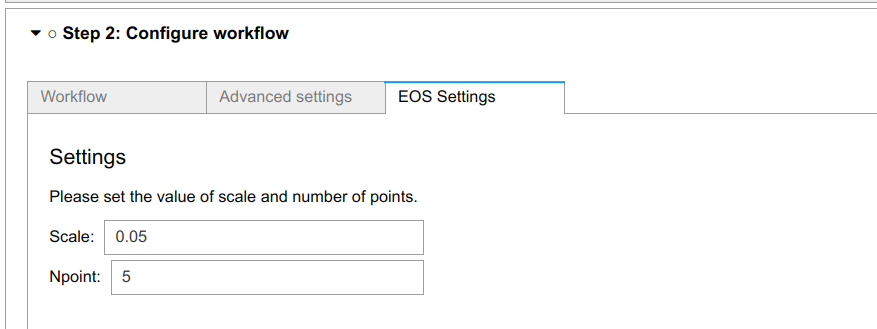 Step 2: Configure workflow
Workflow Advanced settings EOS Settings
Settings
Please set the value of scale and number of points.
Scale: 0.05
Npoint: 5